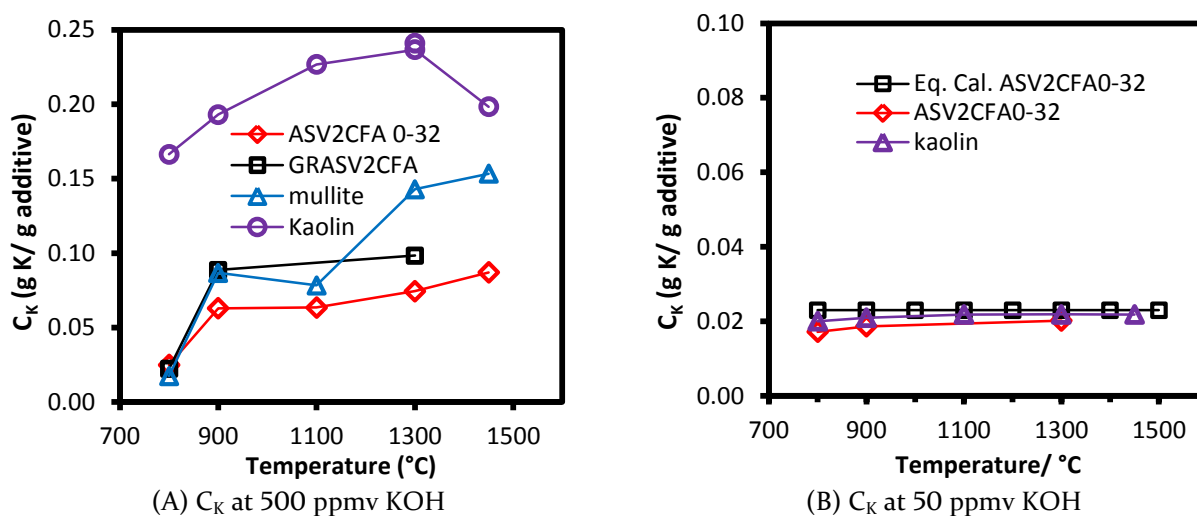 0.25
0.20
0.15
0.10
0.05
0.00
C_K (g K/ g additive)
ASV2CFA 0-32
GRASV2CFA
mullite
Kaolin
700 900 1100 1300 1500
Temperature (°C)
(A) C_K at 500 ppmv KOH
0.10
0.08
0.06
0.04
0.02
0.00
C_K (g K/ g additive)
Eq. Cal. ASV2CFA0-32
ASV2CFA0-32
kaolin
700 900 1100 1300 1500
Temperature/ °C
(B) C_K at 50 ppmv KOH